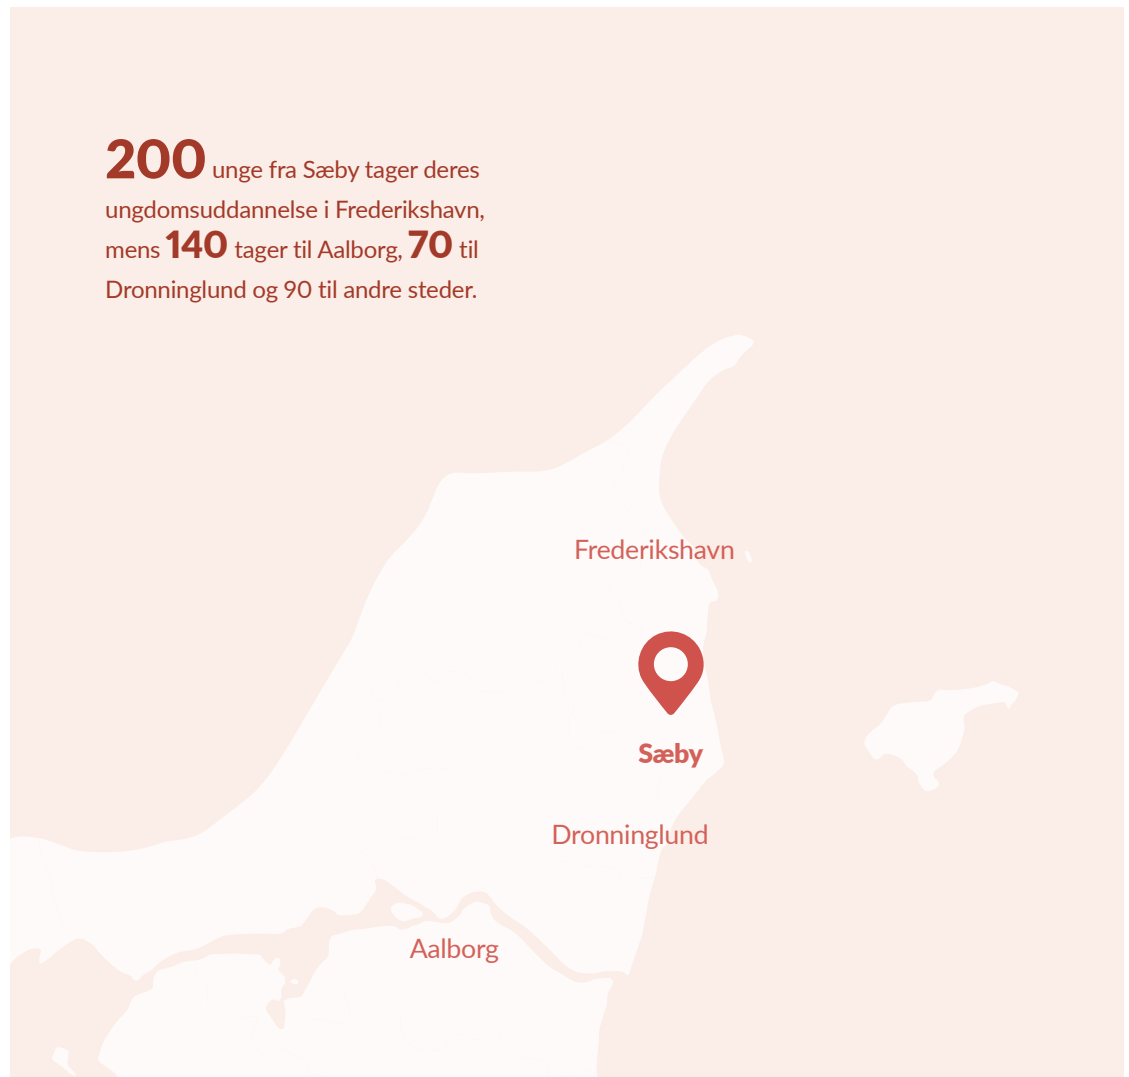 200 unge fra Sæby tager deres
ungdomsuddannelse i Frederikshavn,
mens 140 tager til Aalborg, 70 til
Dronninglund og 90 til andre steder.
Frederikshavn
Sæby
Dronninglund
Aalborg